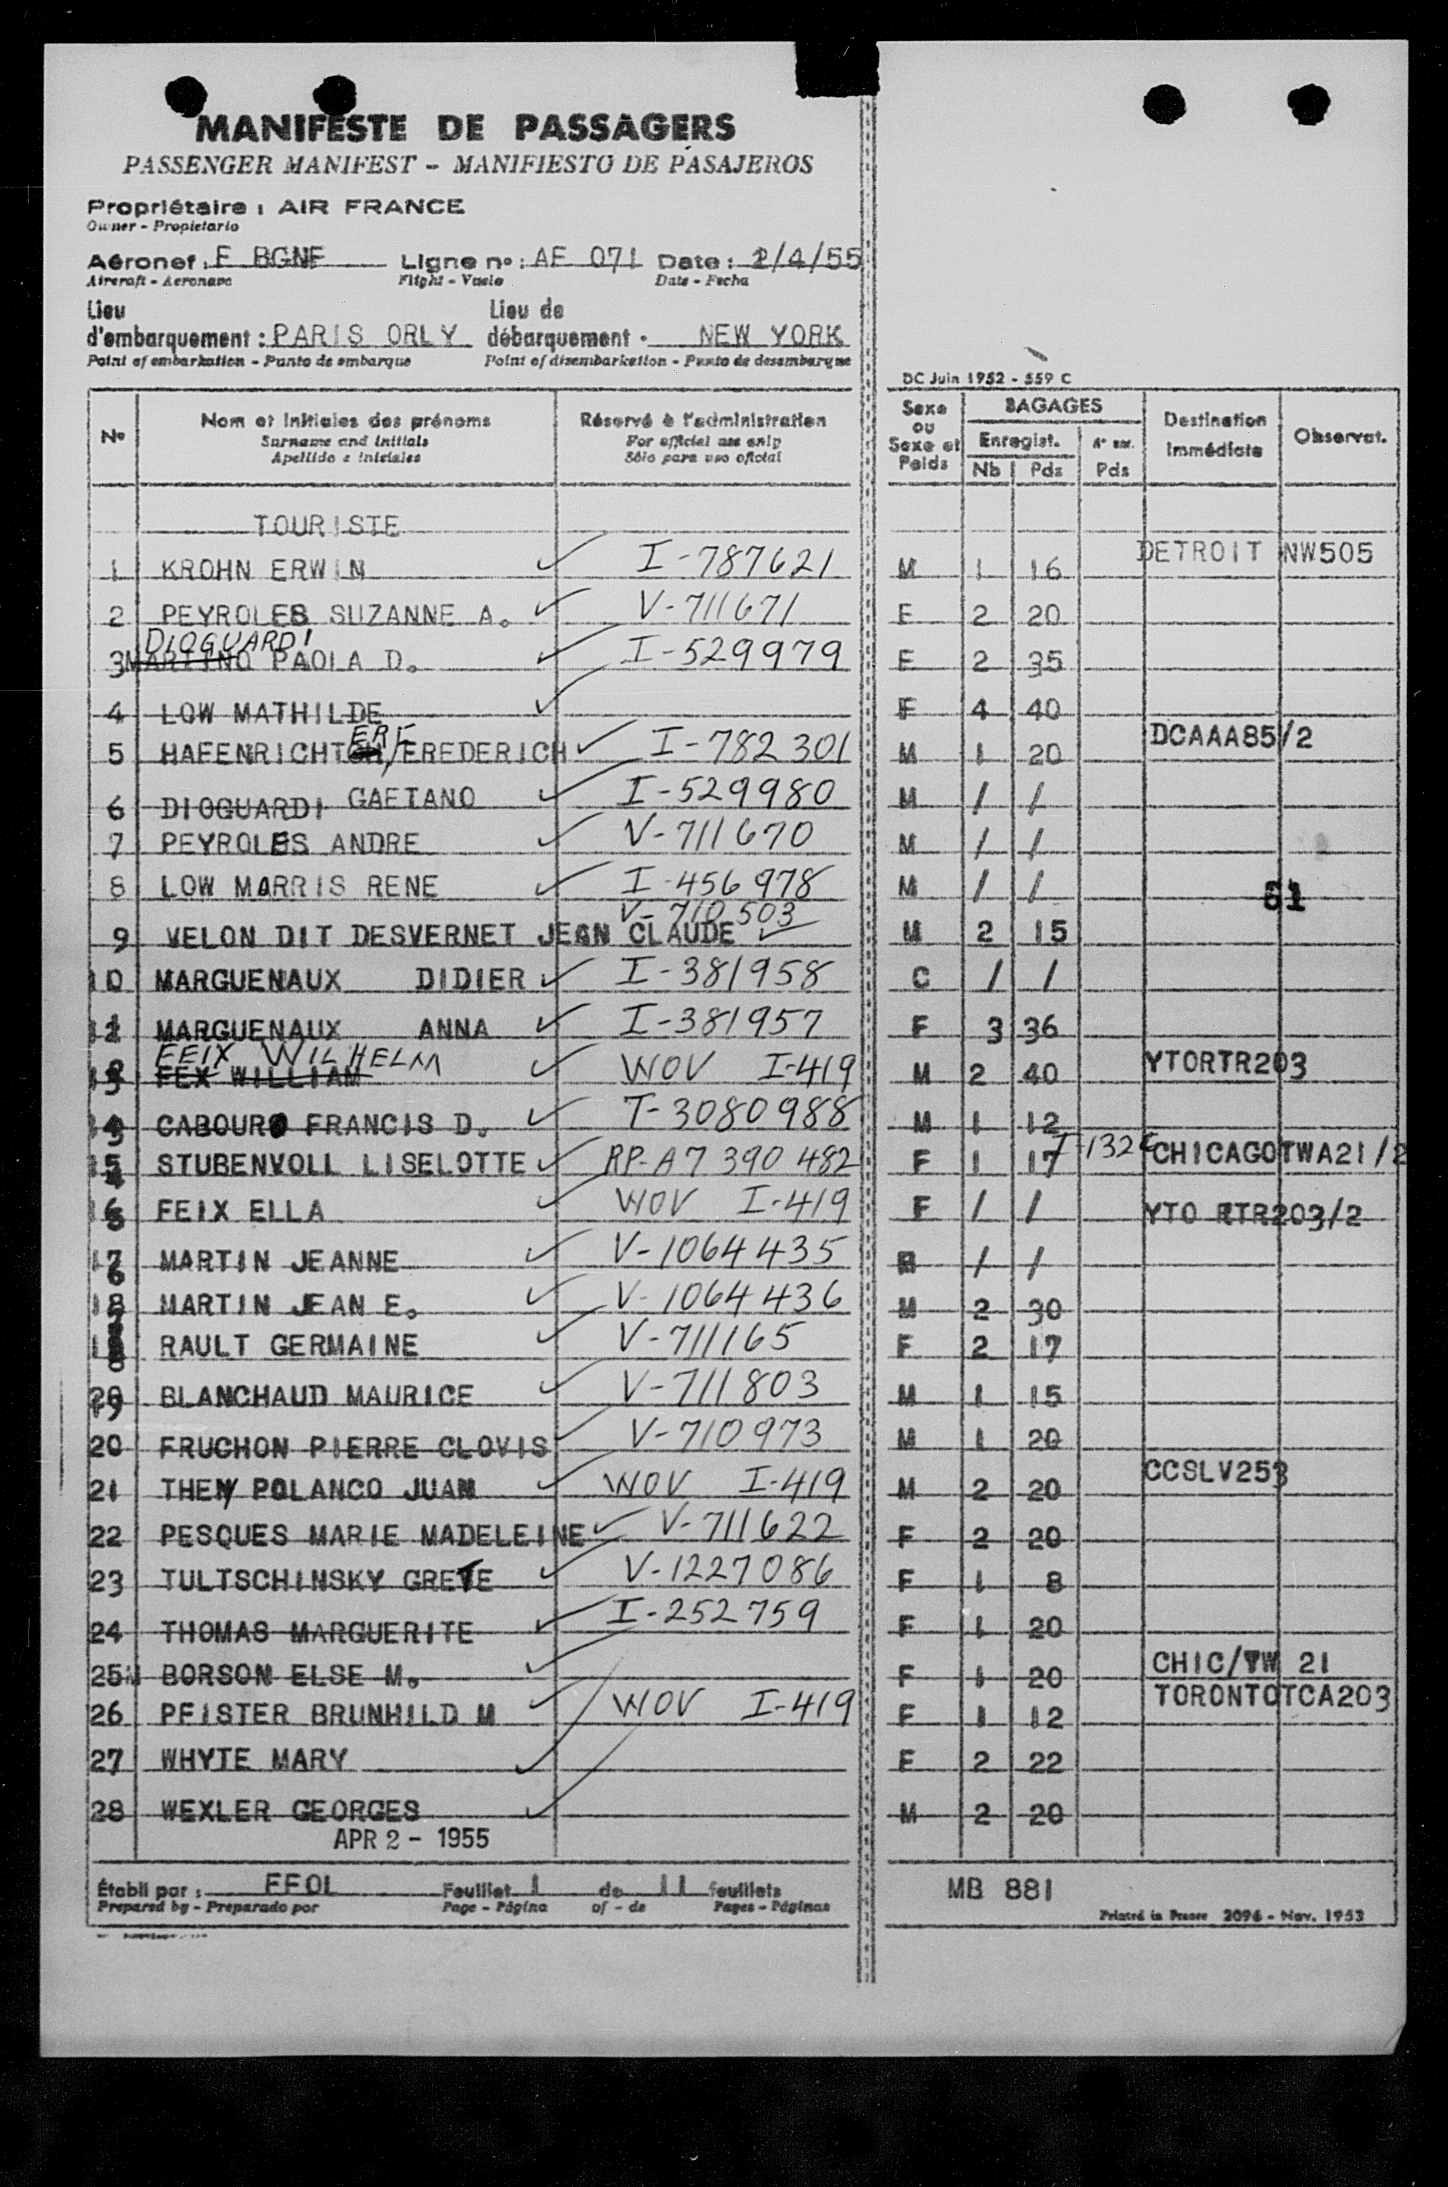 MANIFESTE DE PASSAGERS
PASSENGER MANIFEST - MANIFIESTO DE PASAJEROS
Propriétaire : AIR FRANCE
Owner - Propietario
Aéronef : F BGNF Ligne n° : AF 071 Date : 2/4/55
Aircraft - Aeronave Flight - Vuelo Date - Fecha
Lieu d'embarquement : PARIS ORLY Lieu de débarquement - NEW YORK
Point of embarkation - Punto de embarque Point of disembarkation - Punto de desembarque
DC Juin 1952 - 559 C
N° Nom et initiales des prénoms Réservé à l'administration Sexe ou Sexe et Poids BAGAGES Destination immédiate Observat.
Surname and initials For official use only Enregist. Nb Pds Pds
Apellido e iniciales Sólo para uso oficial
TOURISTE
1 KROHN ERWIN I-787621 M 1 16 DETROIT NW505
2 PEYROLES SUZANNE A. V-711671 F 2 20
DIOGUARDI
3 MARTINO PAOLA D. I-529979 F 2 35
4 LOW MATHILDE F 4 40
ERF
5 HAFENRICHT FREDERICH I-782301 M 1 20 DCAAA85/2
6 DIOGUARDI GAETANO I-529980 M / /
7 PEYROLES ANDRE V-711670 M / /
8 LOW MARRIS RENE I-456978 M / / 61
V-710503
9 VELON DIT DESVERNET JEAN CLAUDE M 2 15
10 MARGUENAUX DIDIER I-381958 C / /
11 MARGUENAUX ANNA I-381957 F 3 36
FEIX WILHELM
12 FEX WILLIAM WOV I-419 M 2 40 YTORTR203
13 CABOURO FRANCIS D. T-3080988 M 1 12
14 STUBENVOLL LISELOTTE RP-A7 390 482 F 1 17 I-132 CHICAGOTWA21/2
15 FEIX ELLA WOV I-419 F / / YTO RTR203/2
16 MARTIN JEANNE V-1064435 / /
17 MARTIN JEAN E. V-1064436 M 2 30
18 RAULT GERMAINE V-711165 F 2 17
19 BLANCHAUD MAURICE V-711803 M 1 15
20 FRUCHON PIERRE CLOVIS V-710973 M 1 20
21 THEN POLANCO JUAN WOV I-419 M 2 20 CCSLV253
22 PESQUES MARIE MADELEINE V-711622 F 2 20
23 TULTSCHINSKY GRETE V-1227086 F 1 8
24 THOMAS MARGUERITE I-252759 F 1 20
25 BORSON ELSE M. F 1 20 CHIC/TW 21
26 PFISTER BRUNHILD M WOV I-419 F 1 12 TORONTOTCA203
27 WHYTE MARY F 2 22
28 WEXLER GEORGES M 2 20
APR 2 - 1955
Établi par : FFOL Feuillet 1 de 11 feuillets MB 881
Prepared by - Preparado por Page - Página of - de Pages - Páginas
Printed in France 2096 - Nov. 1953